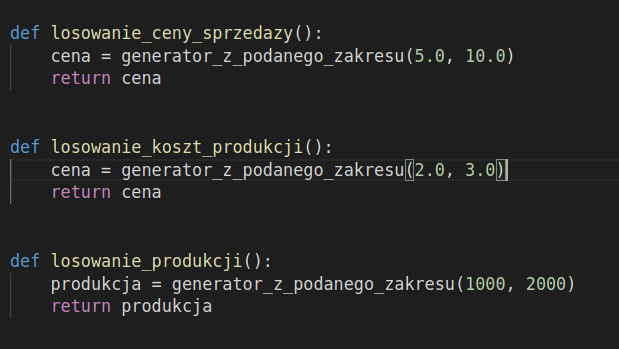 def losowanie_ceny_sprzedazy():
    cena = generator_z_podanego_zakresu(5.0, 10.0)
    return cena
def losowanie_koszt_produkcji():
    cena = generator_z_podanego_zakresu(2.0, 3.0)
    return cena
def losowanie_produkcji():
    produkcja = generator_z_podanego_zakresu(1000, 2000)
    return produkcja